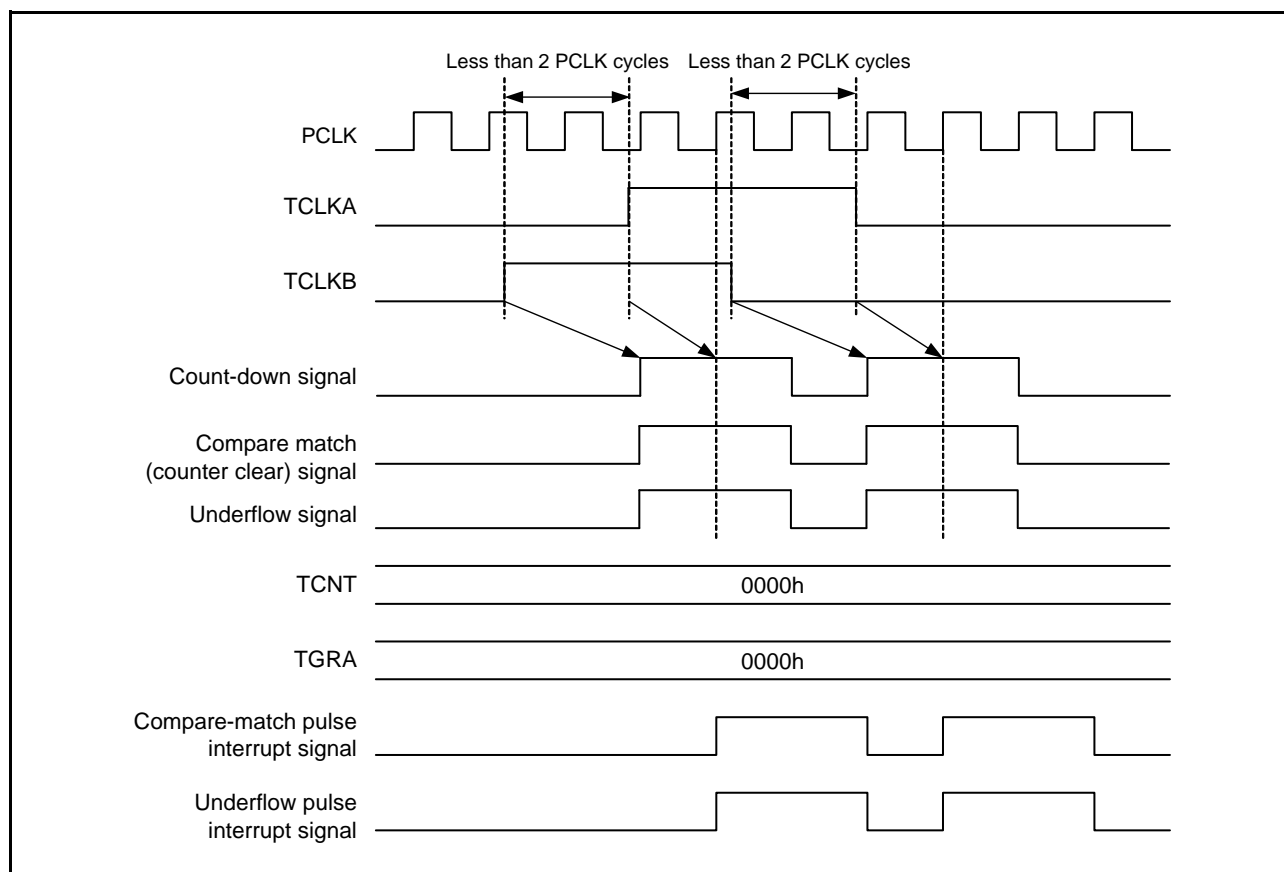 Less than 2 PCLK cycles
Less than 2 PCLK cycles
PCLK
TCLKA
TCLKB
Count-down signal
Compare match
(counter clear) signal
Underflow signal
TCNT
0000h
TGRA
0000h
Compare-match pulse
interrupt signal
Underflow pulse
interrupt signal